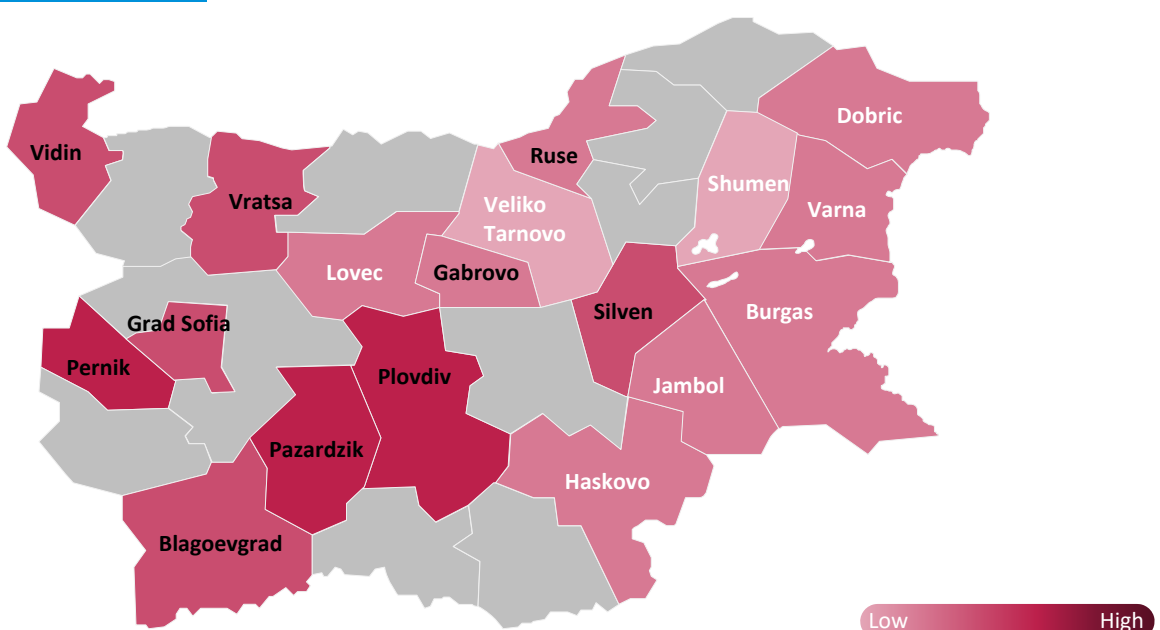 Dobric
Vidin
Ruse
Shumen
Vratsa
Veliko
Tarnovo
Varna
Lovec
Gabrovo
Silven
Burgas
Grad Sofia
Pernik
Plovdiv
Jambol
Pazardzik
Haskovo
Blagoevgrad
Low High